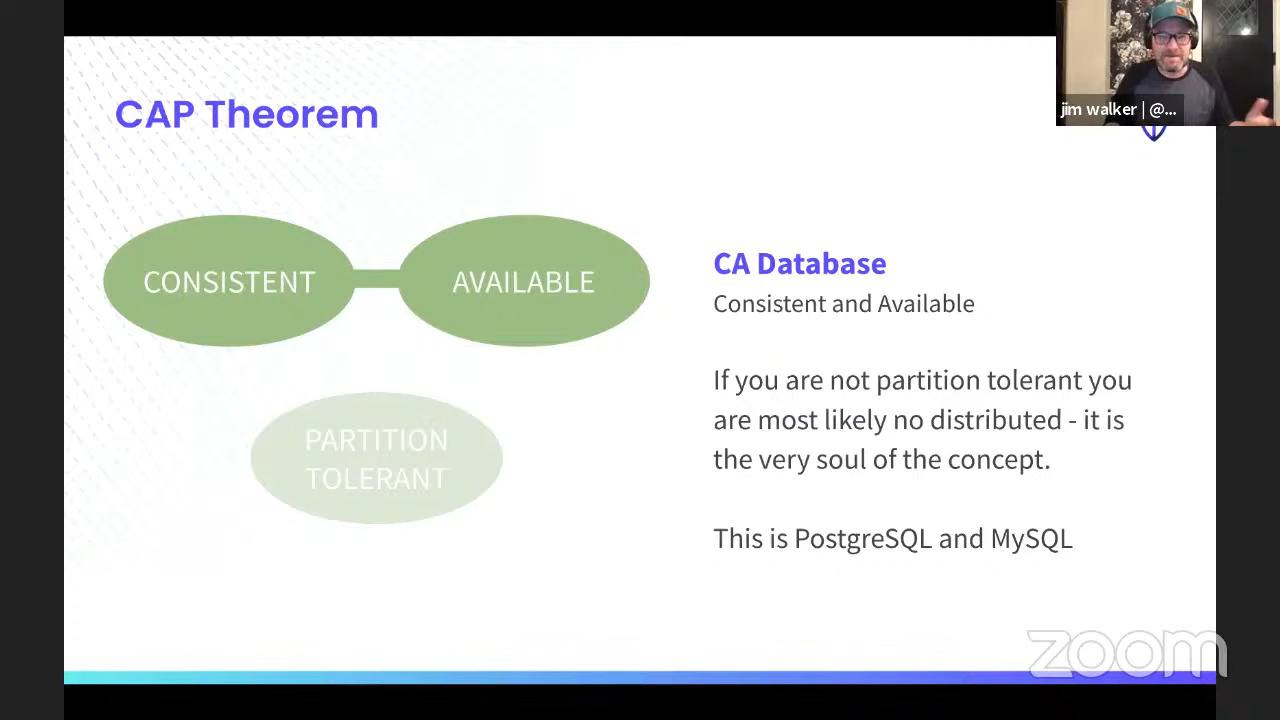 CAP Theorem
jim walker | @...
CONSISTENT
AVAILABLE
PARTITION
TOLERANT
CA Database
Consistent and Available
If you are not partition tolerant you
are most likely no distributed - it is
the very soul of the concept.
This is PostgreSQL and MySQL
zoom